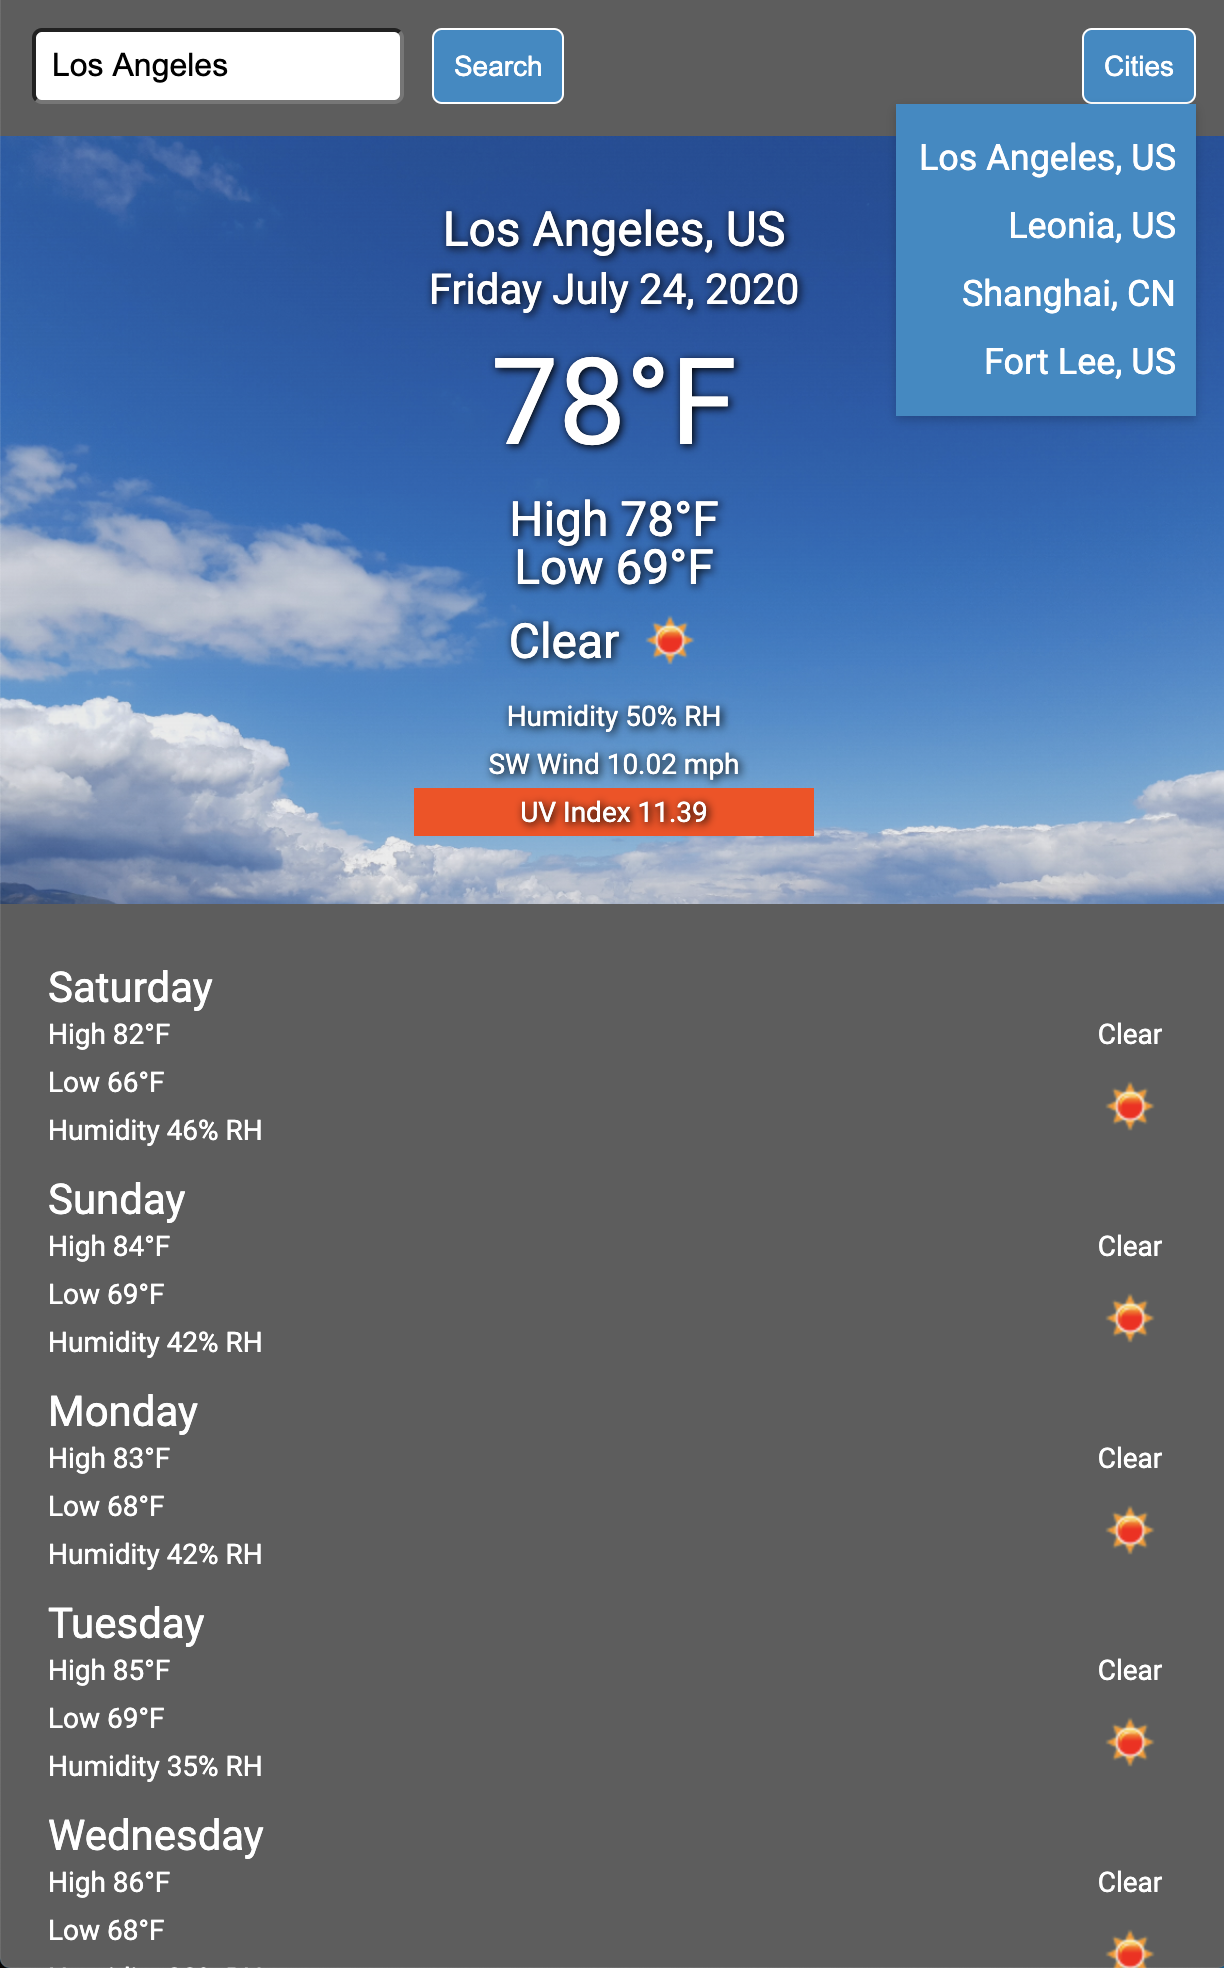 Los Angeles
Search
Cities
Los Angeles, US
Leonia, US
Shanghai, CN
Fort Lee, US
Los Angeles, US
Friday July 24, 2020
78°F
High 78°F
Low 69°F
Clear
Humidity 50% RH
SW Wind 10.02 mph
UV Index 11.39
Saturday
High 82°F
Clear
Low 66°F
Humidity 46% RH
Sunday
High 84°F
Clear
Low 69°F
Humidity 42% RH
Monday
High 83°F
Clear
Low 68°F
Humidity 42% RH
Tuesday
High 85°F
Clear
Low 69°F
Humidity 35% RH
Wednesday
High 86°F
Clear
Low 68°F